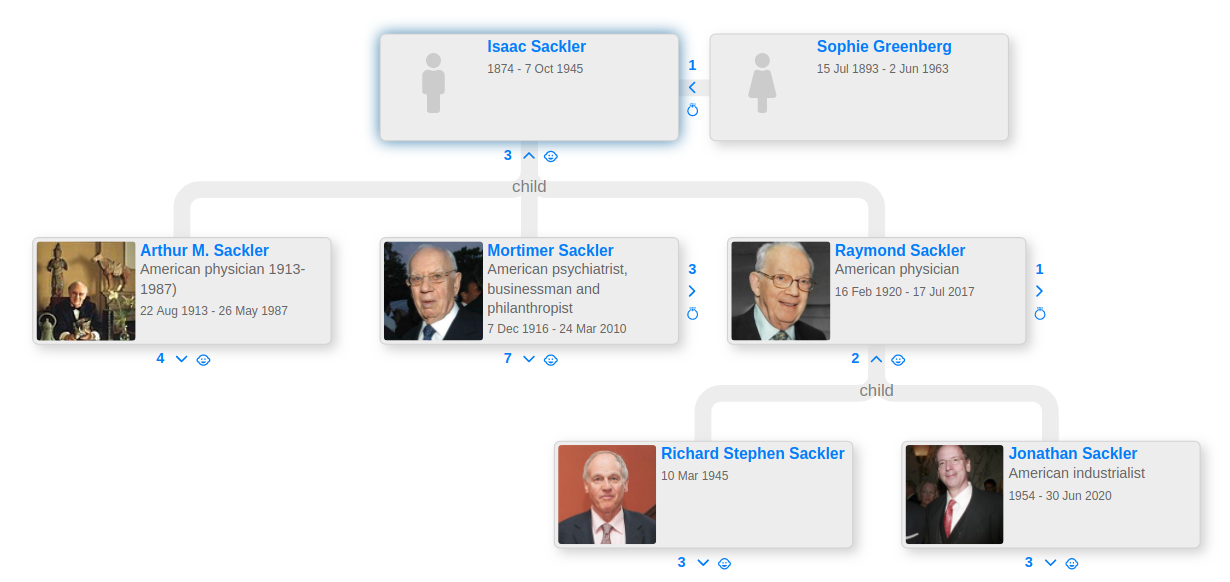 Isaac Sackler
1874 - 7 Oct 1945
1
Sophie Greenberg
15 Jul 1893 - 2 Jun 1963
3
child
Arthur M. Sackler
American physician 1913-
1987)
22 Aug 1913 - 26 May 1987
4
Mortimer Sackler
American psychiatrist,
businessman and
philanthropist
7 Dec 1916 - 24 Mar 2010
3
7
Raymond Sackler
American physician
16 Feb 1920 - 17 Jul 2017
1
2
child
Richard Stephen Sackler
10 Mar 1945
3
Jonathan Sackler
American industrialist
1954 - 30 Jun 2020
3